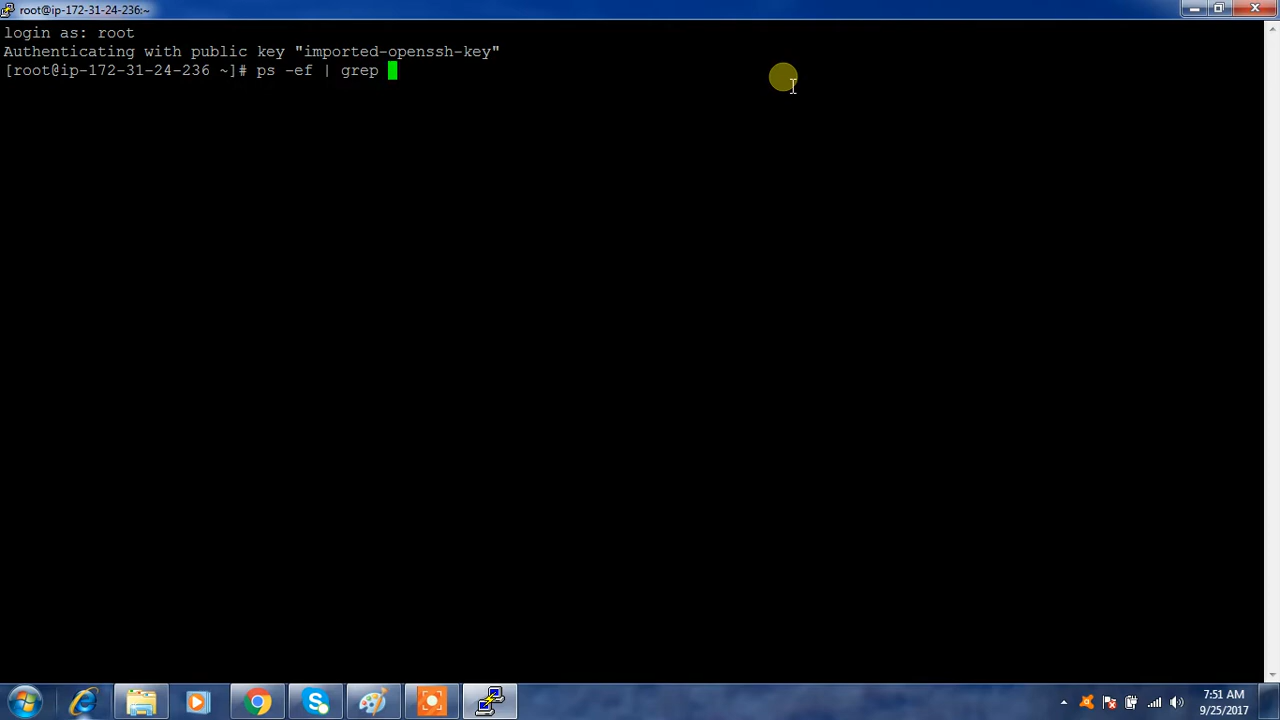 root@ip-172-31-24-236:~
login as: root
Authenticating with public key "imported-openssh-key"
[root@ip-172-31-24-236 ~]# ps -ef | grep
7:51 AM
9/25/2017